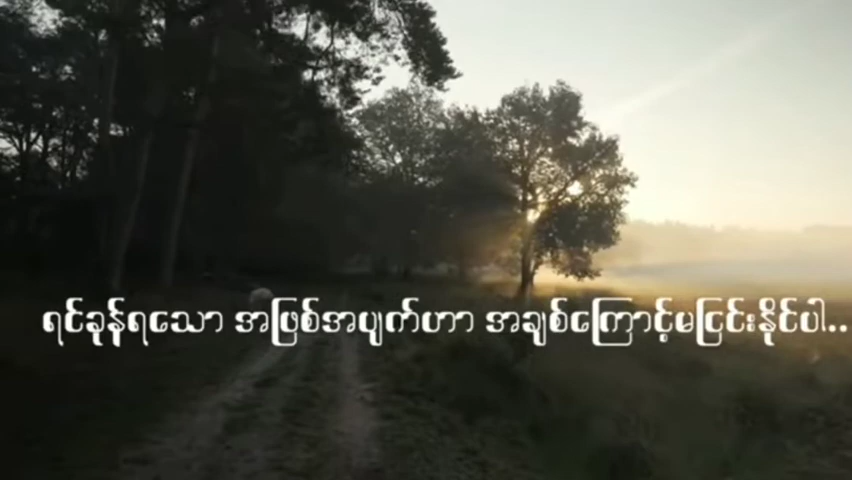 ရင်ခုန်ရသော အဖြစ်အပျက်ဟာ အချစ်ကြောင့်မငြင်းနိုင်ပါ..